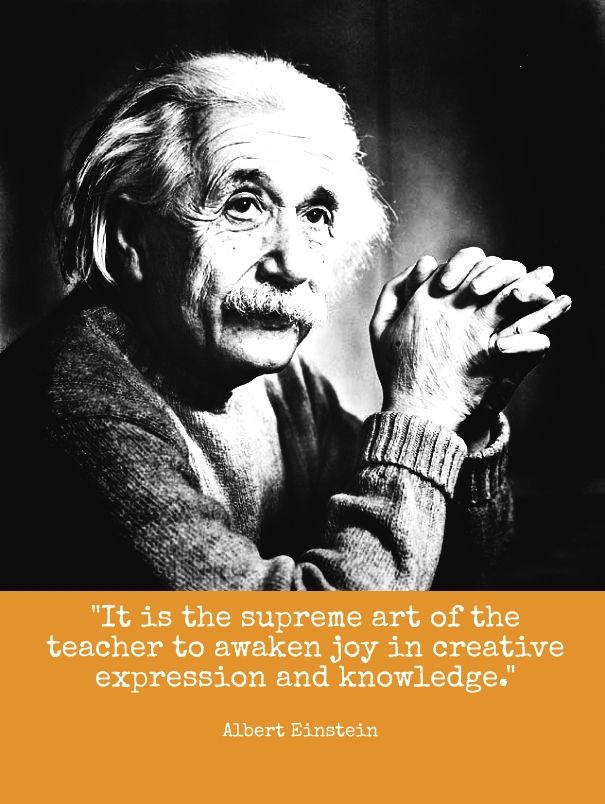 "It is the supreme art of the
teacher to awaken joy in creative
expression and knowledge."
Albert Einstein